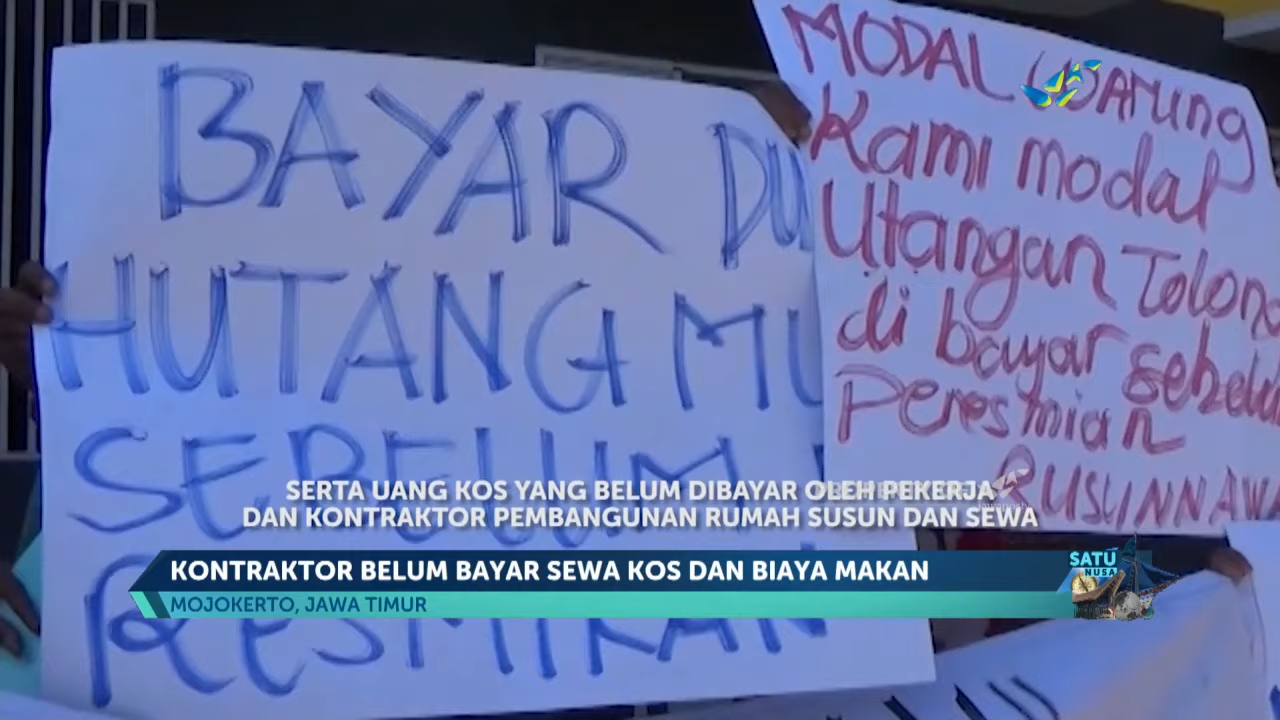 BAYAR DU
HUTANG MU
SEBELUM
RESMIKAN
MODAL WARUNG
Kami modal
Utangan Tolong
di bayar sebelu
Peresmian
RUSUNNAWA
SERTA UANG KOS YANG BELUM DIBAYAR OLEH PEKERJA
DAN KONTRAKTOR PEMBANGUNAN RUMAH SUSUN DAN SEWA
KONTRAKTOR BELUM BAYAR SEWA KOS DAN BIAYA MAKAN
MOJOKERTO, JAWA TIMUR
SATU
NUSA